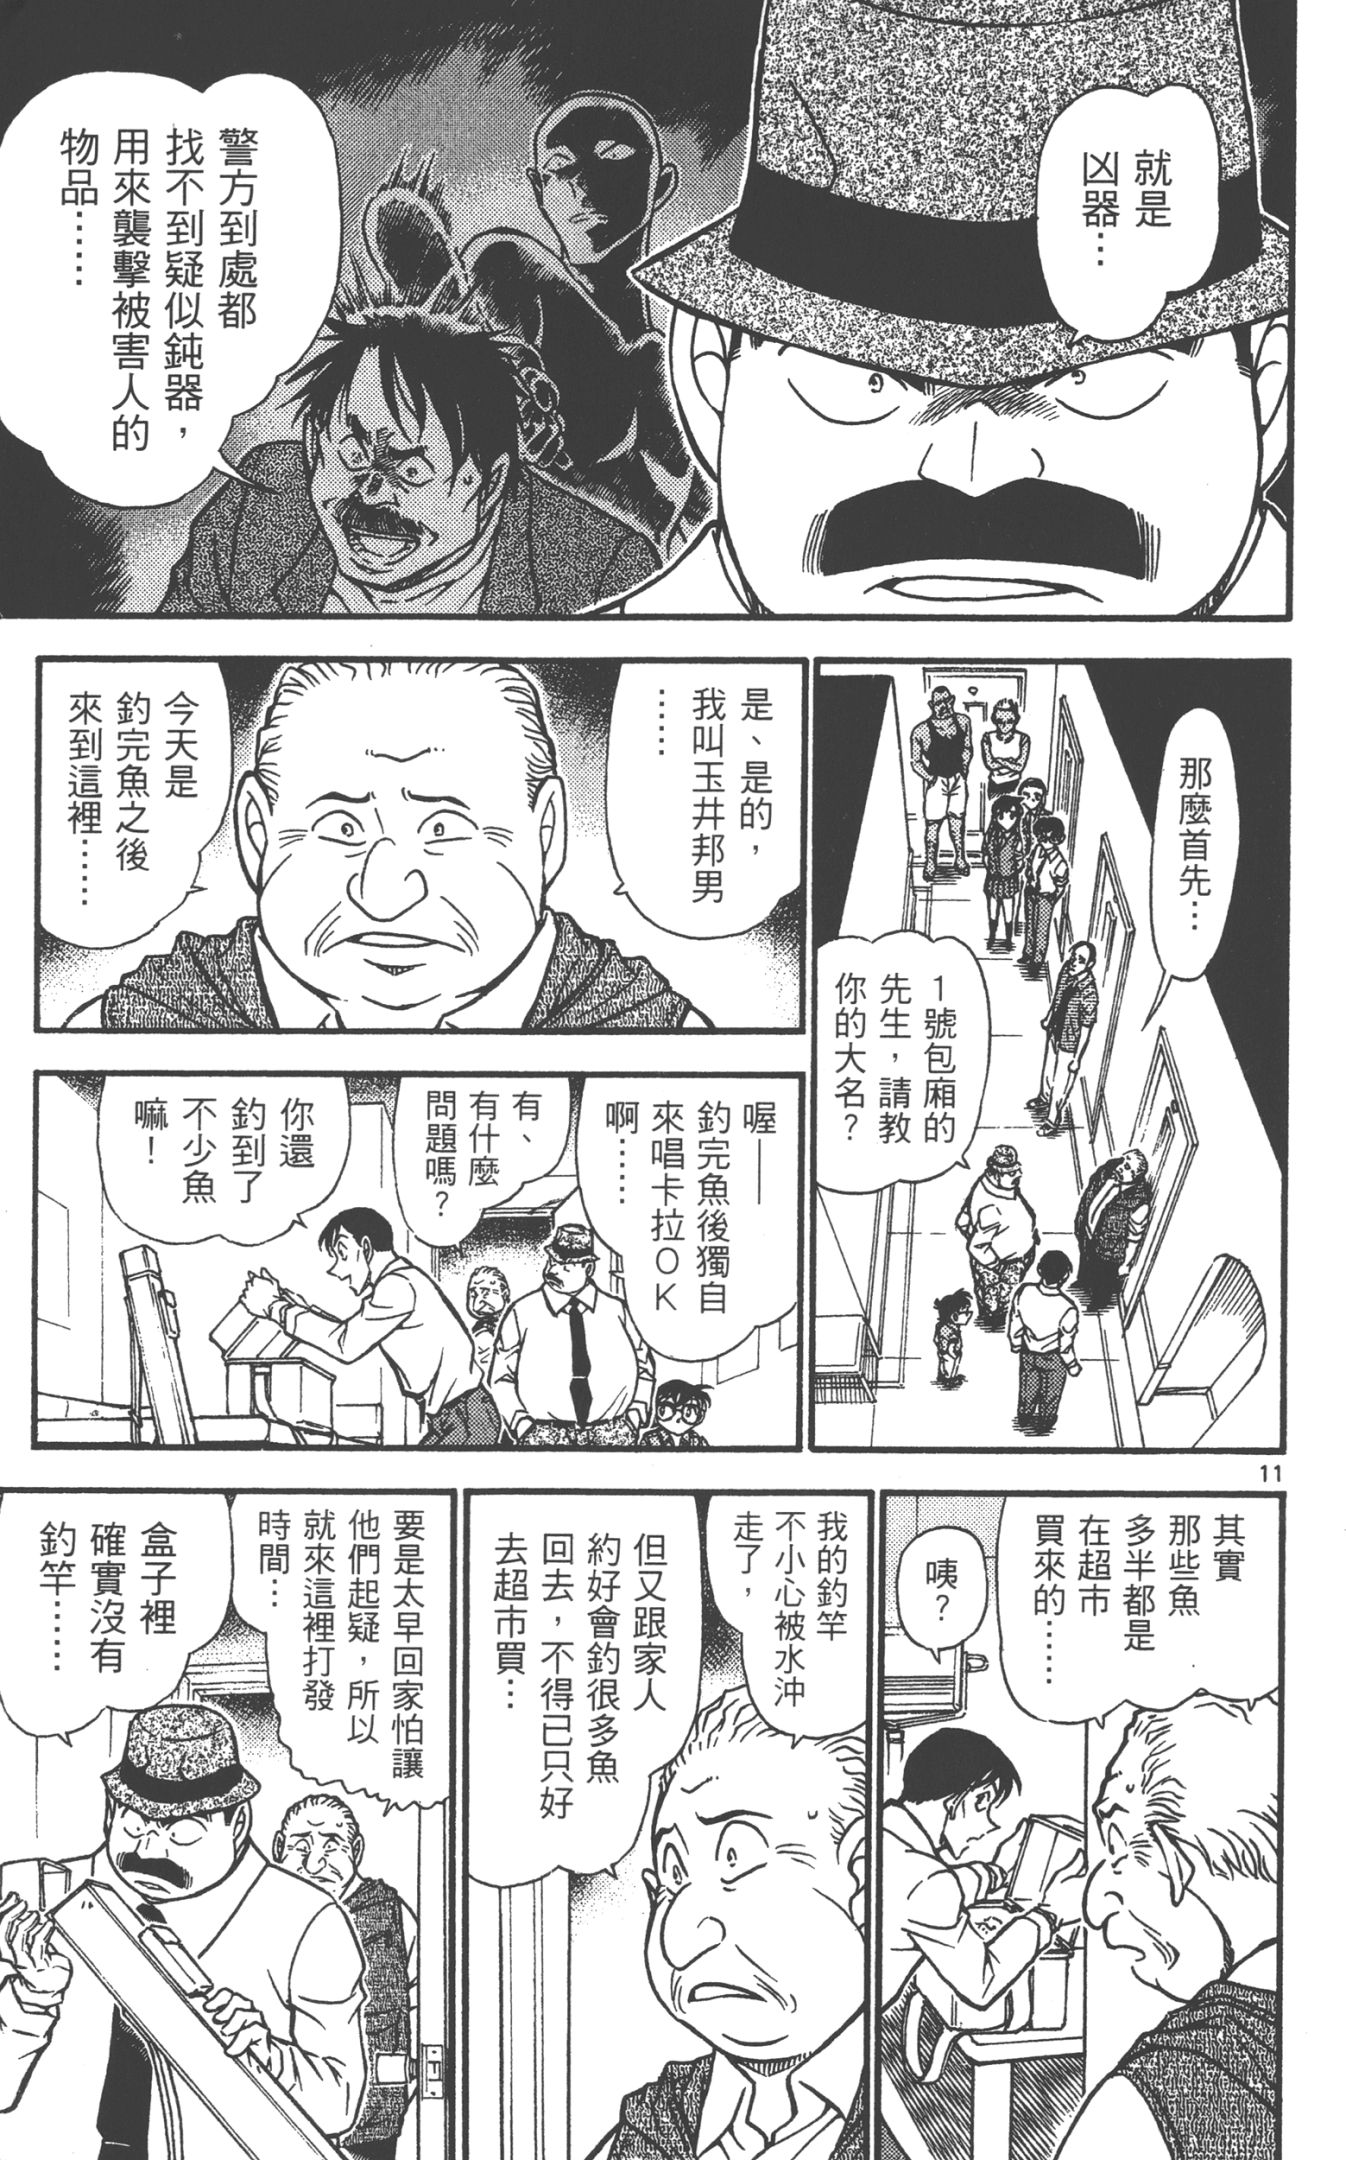 就是
凶器…
警方到處都
找不到疑似鈍器，
用來襲擊被害人的
物品……
那麼首先…
1號包廂的
先生，請教
你的大名？
是、是的，
我叫玉井邦男
……
今天是
釣完魚之後
來到這裡……
喔——
釣完魚後獨自
來唱卡拉OK
啊……
有、
有什麼
問題嗎？
你還
釣到了
不少魚
嘛！
11
其實
那些魚
多半都是
在超市
買來的……
咦？
我的釣竿
不小心被水沖
走了，
但又跟家人
約好會釣很多魚
回去，不得已只好
去超市買…
要是太早回家怕讓
他們起疑，所以
就來這裡打發
時間…
盒子裡
確實沒有
釣竿……